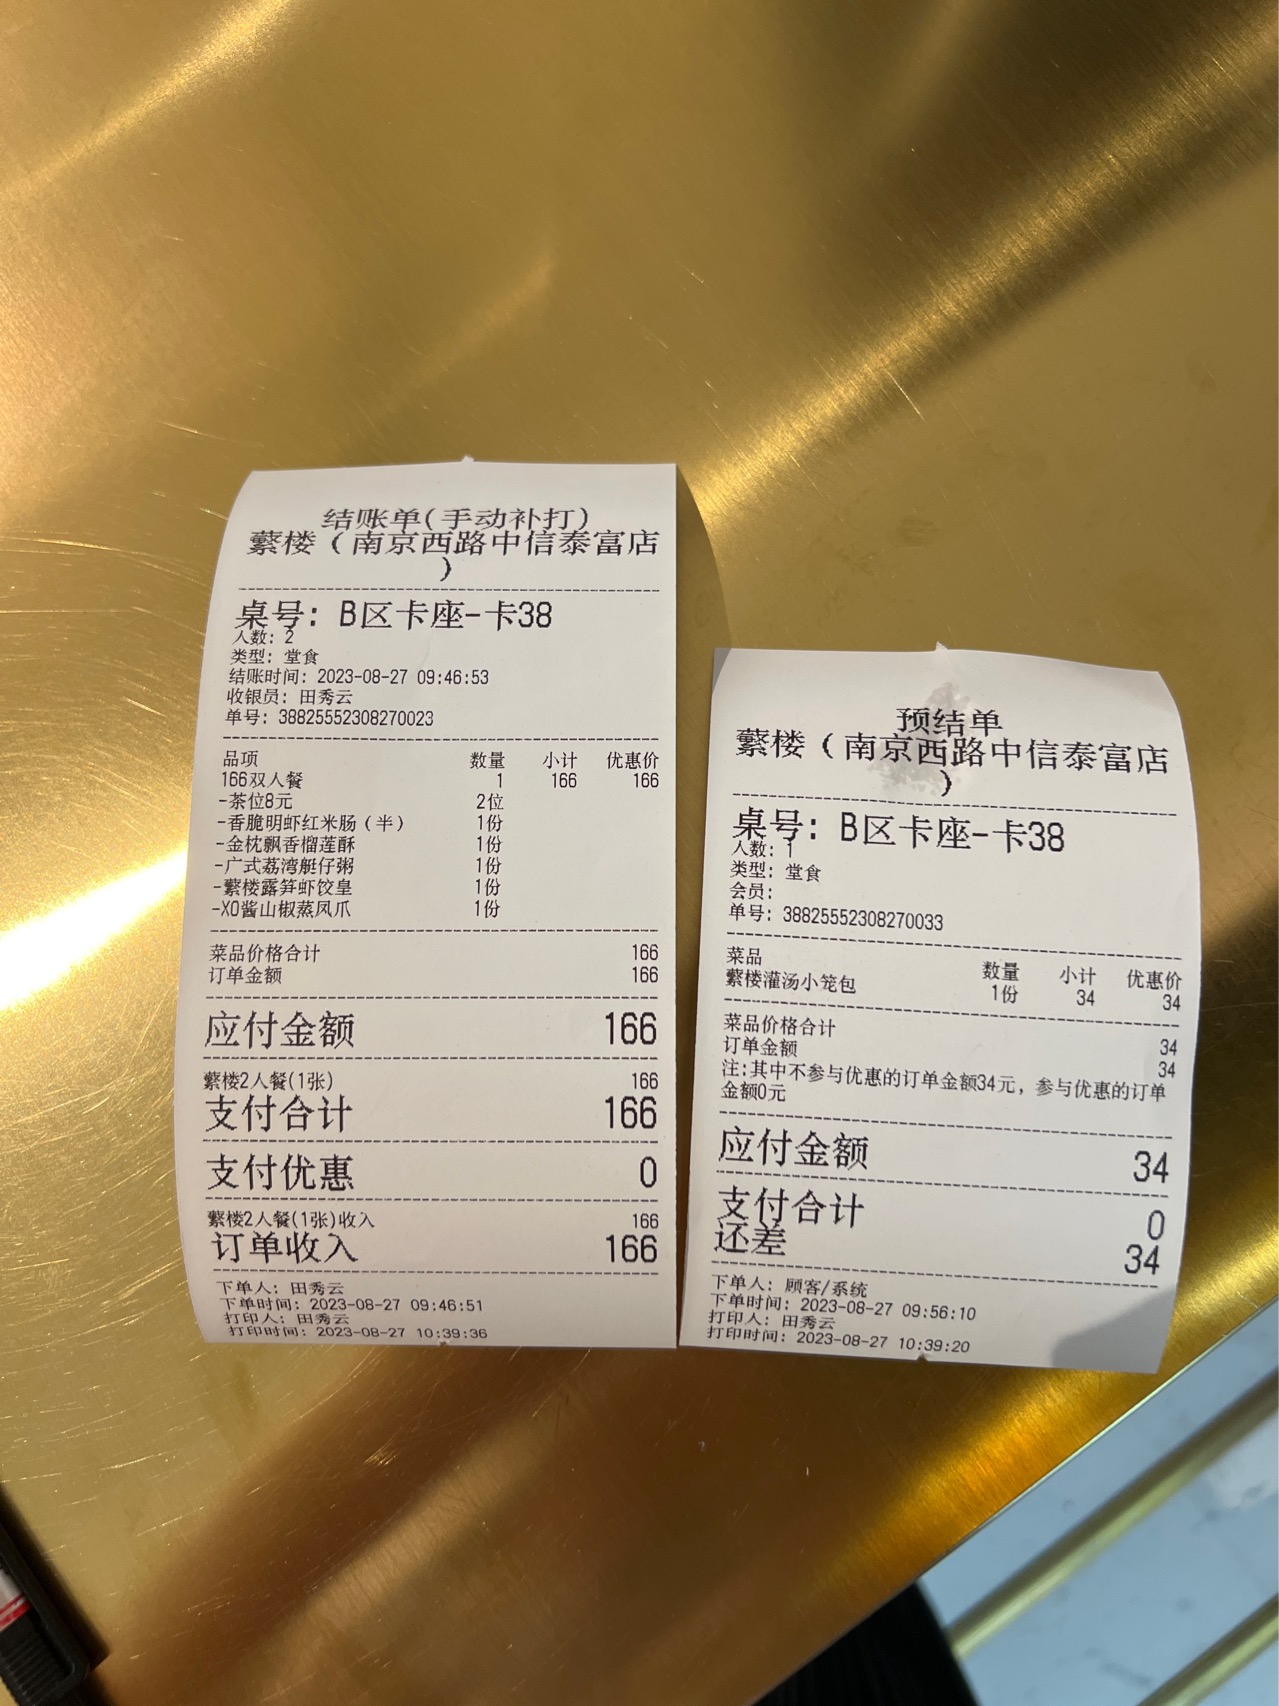 结账单(手动补打)
蘩楼（南京西路中信泰富店
）
桌号: B区卡座-卡38
人数: 2
类型: 堂食
结账时间: 2023-08-27 09:46:53
收银员: 田秀云
单号: 38825552308270023
品项 数量 小计 优惠价
166双人餐 1 166 166
-茶位8元 2位
-香脆明虾红米肠（半） 1份
-金枕飘香榴莲酥 1份
-广式荔湾艇仔粥 1份
-蘩楼露笋虾饺皇 1份
-XO酱山椒蒸凤爪 1份
菜品价格合计 166
订单金额 166
应付金额 166
蘩楼2人餐(1张) 166
支付合计 166
支付优惠 0
蘩楼2人餐(1张)收入 166
订单收入 166
下单人: 田秀云
下单时间: 2023-08-27 09:46:51
打印人: 田秀云
打印时间: 2023-08-27 10:39:36
预结单
蘩楼（南京西路中信泰富店
）
桌号: B区卡座-卡38
人数: 1
类型: 堂食
会员:
单号: 38825552308270033
菜品 数量 小计 优惠价
蘩楼灌汤小笼包 1份 34 34
菜品价格合计 34
订单金额 34
注:其中不参与优惠的订单金额34元, 参与优惠的订单
金额0元
应付金额 34
支付合计 0
还差 34
下单人: 顾客/系统
下单时间: 2023-08-27 09:56:10
打印人: 田秀云
打印时间: 2023-08-27 10:39:20